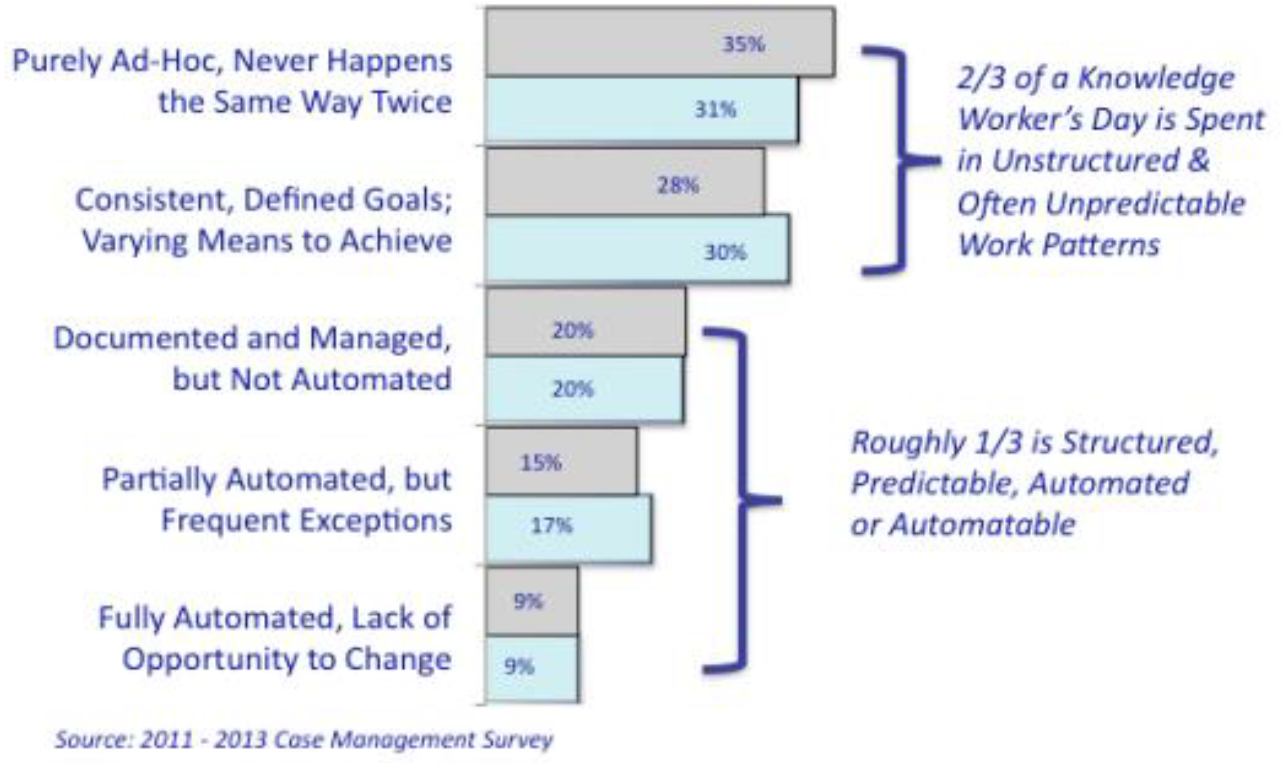 Purely Ad-Hoc, Never Happens
the Same Way Twice
35%
31%
2/3 of a Knowledge
Worker's Day is Spent
in Unstructured &
Often Unpredictable
Work Patterns
Consistent, Defined Goals;
Varying Means to Achieve
28%
30%
Documented and Managed,
but Not Automated
20%
20%
Roughly 1/3 is Structured,
Predictable, Automated
or Automatable
Partially Automated, but
Frequent Exceptions
15%
17%
Fully Automated, Lack of
Opportunity to Change
9%
9%
Source: 2011 - 2013 Case Management Survey